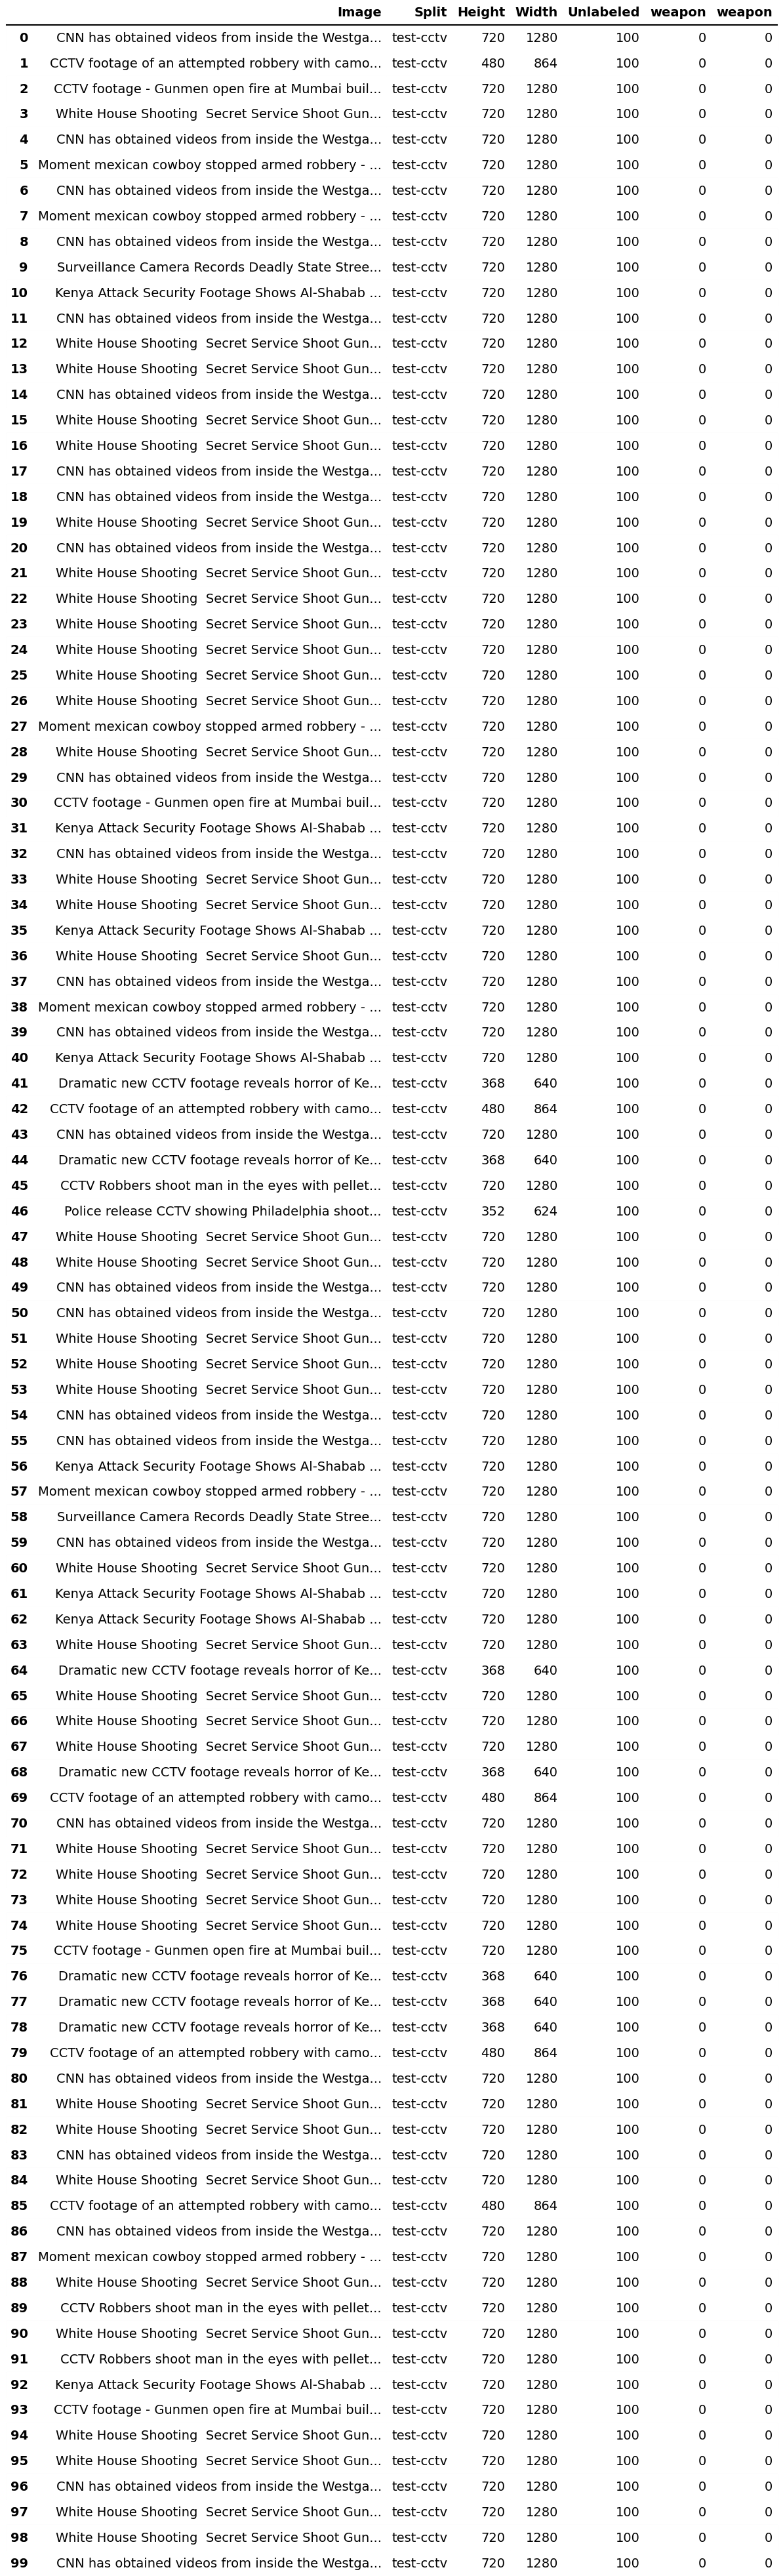 Image Split Height Width Unlabeled weapon weapon
0 CNN has obtained videos from inside the Westga... test-cctv 720 1280 100 0 0
1 CCTV footage of an attempted robbery with camo... test-cctv 480 864 100 0 0
2 CCTV footage - Gunmen open fire at Mumbai buil... test-cctv 720 1280 100 0 0
3 White House Shooting  Secret Service Shoot Gun... test-cctv 720 1280 100 0 0
4 CNN has obtained videos from inside the Westga... test-cctv 720 1280 100 0 0
5 Moment mexican cowboy stopped armed robbery - ... test-cctv 720 1280 100 0 0
6 CNN has obtained videos from inside the Westga... test-cctv 720 1280 100 0 0
7 Moment mexican cowboy stopped armed robbery - ... test-cctv 720 1280 100 0 0
8 CNN has obtained videos from inside the Westga... test-cctv 720 1280 100 0 0
9 Surveillance Camera Records Deadly State Stree... test-cctv 720 1280 100 0 0
10 Kenya Attack Security Footage Shows Al-Shabab ... test-cctv 720 1280 100 0 0
11 CNN has obtained videos from inside the Westga... test-cctv 720 1280 100 0 0
12 White House Shooting  Secret Service Shoot Gun... test-cctv 720 1280 100 0 0
13 White House Shooting  Secret Service Shoot Gun... test-cctv 720 1280 100 0 0
14 CNN has obtained videos from inside the Westga... test-cctv 720 1280 100 0 0
15 White House Shooting  Secret Service Shoot Gun... test-cctv 720 1280 100 0 0
16 White House Shooting  Secret Service Shoot Gun... test-cctv 720 1280 100 0 0
17 CNN has obtained videos from inside the Westga... test-cctv 720 1280 100 0 0
18 CNN has obtained videos from inside the Westga... test-cctv 720 1280 100 0 0
19 White House Shooting  Secret Service Shoot Gun... test-cctv 720 1280 100 0 0
20 CNN has obtained videos from inside the Westga... test-cctv 720 1280 100 0 0
21 White House Shooting  Secret Service Shoot Gun... test-cctv 720 1280 100 0 0
22 White House Shooting  Secret Service Shoot Gun... test-cctv 720 1280 100 0 0
23 White House Shooting  Secret Service Shoot Gun... test-cctv 720 1280 100 0 0
24 White House Shooting  Secret Service Shoot Gun... test-cctv 720 1280 100 0 0
25 White House Shooting  Secret Service Shoot Gun... test-cctv 720 1280 100 0 0
26 White House Shooting  Secret Service Shoot Gun... test-cctv 720 1280 100 0 0
27 Moment mexican cowboy stopped armed robbery - ... test-cctv 720 1280 100 0 0
28 White House Shooting  Secret Service Shoot Gun... test-cctv 720 1280 100 0 0
29 CNN has obtained videos from inside the Westga... test-cctv 720 1280 100 0 0
30 CCTV footage - Gunmen open fire at Mumbai buil... test-cctv 720 1280 100 0 0
31 Kenya Attack Security Footage Shows Al-Shabab ... test-cctv 720 1280 100 0 0
32 CNN has obtained videos from inside the Westga... test-cctv 720 1280 100 0 0
33 White House Shooting  Secret Service Shoot Gun... test-cctv 720 1280 100 0 0
34 White House Shooting  Secret Service Shoot Gun... test-cctv 720 1280 100 0 0
35 Kenya Attack Security Footage Shows Al-Shabab ... test-cctv 720 1280 100 0 0
36 White House Shooting  Secret Service Shoot Gun... test-cctv 720 1280 100 0 0
37 CNN has obtained videos from inside the Westga... test-cctv 720 1280 100 0 0
38 Moment mexican cowboy stopped armed robbery - ... test-cctv 720 1280 100 0 0
39 CNN has obtained videos from inside the Westga... test-cctv 720 1280 100 0 0
40 Kenya Attack Security Footage Shows Al-Shabab ... test-cctv 720 1280 100 0 0
41 Dramatic new CCTV footage reveals horror of Ke... test-cctv 368 640 100 0 0
42 CCTV footage of an attempted robbery with camo... test-cctv 480 864 100 0 0
43 CNN has obtained videos from inside the Westga... test-cctv 720 1280 100 0 0
44 Dramatic new CCTV footage reveals horror of Ke... test-cctv 368 640 100 0 0
45 CCTV Robbers shoot man in the eyes with pellet... test-cctv 720 1280 100 0 0
46 Police release CCTV showing Philadelphia shoot... test-cctv 352 624 100 0 0
47 White House Shooting  Secret Service Shoot Gun... test-cctv 720 1280 100 0 0
48 White House Shooting  Secret Service Shoot Gun... test-cctv 720 1280 100 0 0
49 CNN has obtained videos from inside the Westga... test-cctv 720 1280 100 0 0
50 CNN has obtained videos from inside the Westga... test-cctv 720 1280 100 0 0
51 White House Shooting  Secret Service Shoot Gun... test-cctv 720 1280 100 0 0
52 White House Shooting  Secret Service Shoot Gun... test-cctv 720 1280 100 0 0
53 White House Shooting  Secret Service Shoot Gun... test-cctv 720 1280 100 0 0
54 CNN has obtained videos from inside the Westga... test-cctv 720 1280 100 0 0
55 CNN has obtained videos from inside the Westga... test-cctv 720 1280 100 0 0
56 Kenya Attack Security Footage Shows Al-Shabab ... test-cctv 720 1280 100 0 0
57 Moment mexican cowboy stopped armed robbery - ... test-cctv 720 1280 100 0 0
58 Surveillance Camera Records Deadly State Stree... test-cctv 720 1280 100 0 0
59 CNN has obtained videos from inside the Westga... test-cctv 720 1280 100 0 0
60 White House Shooting  Secret Service Shoot Gun... test-cctv 720 1280 100 0 0
61 Kenya Attack Security Footage Shows Al-Shabab ... test-cctv 720 1280 100 0 0
62 Kenya Attack Security Footage Shows Al-Shabab ... test-cctv 720 1280 100 0 0
63 White House Shooting  Secret Service Shoot Gun... test-cctv 720 1280 100 0 0
64 Dramatic new CCTV footage reveals horror of Ke... test-cctv 368 640 100 0 0
65 White House Shooting  Secret Service Shoot Gun... test-cctv 720 1280 100 0 0
66 White House Shooting  Secret Service Shoot Gun... test-cctv 720 1280 100 0 0
67 White House Shooting  Secret Service Shoot Gun... test-cctv 720 1280 100 0 0
68 Dramatic new CCTV footage reveals horror of Ke... test-cctv 368 640 100 0 0
69 CCTV footage of an attempted robbery with camo... test-cctv 480 864 100 0 0
70 CNN has obtained videos from inside the Westga... test-cctv 720 1280 100 0 0
71 White House Shooting  Secret Service Shoot Gun... test-cctv 720 1280 100 0 0
72 White House Shooting  Secret Service Shoot Gun... test-cctv 720 1280 100 0 0
73 White House Shooting  Secret Service Shoot Gun... test-cctv 720 1280 100 0 0
74 White House Shooting  Secret Service Shoot Gun... test-cctv 720 1280 100 0 0
75 CCTV footage - Gunmen open fire at Mumbai buil... test-cctv 720 1280 100 0 0
76 Dramatic new CCTV footage reveals horror of Ke... test-cctv 368 640 100 0 0
77 Dramatic new CCTV footage reveals horror of Ke... test-cctv 368 640 100 0 0
78 Dramatic new CCTV footage reveals horror of Ke... test-cctv 368 640 100 0 0
79 CCTV footage of an attempted robbery with camo... test-cctv 480 864 100 0 0
80 CNN has obtained videos from inside the Westga... test-cctv 720 1280 100 0 0
81 White House Shooting  Secret Service Shoot Gun... test-cctv 720 1280 100 0 0
82 White House Shooting  Secret Service Shoot Gun... test-cctv 720 1280 100 0 0
83 CNN has obtained videos from inside the Westga... test-cctv 720 1280 100 0 0
84 White House Shooting  Secret Service Shoot Gun... test-cctv 720 1280 100 0 0
85 CCTV footage of an attempted robbery with camo... test-cctv 480 864 100 0 0
86 CNN has obtained videos from inside the Westga... test-cctv 720 1280 100 0 0
87 Moment mexican cowboy stopped armed robbery - ... test-cctv 720 1280 100 0 0
88 White House Shooting  Secret Service Shoot Gun... test-cctv 720 1280 100 0 0
89 CCTV Robbers shoot man in the eyes with pellet... test-cctv 720 1280 100 0 0
90 White House Shooting  Secret Service Shoot Gun... test-cctv 720 1280 100 0 0
91 CCTV Robbers shoot man in the eyes with pellet... test-cctv 720 1280 100 0 0
92 Kenya Attack Security Footage Shows Al-Shabab ... test-cctv 720 1280 100 0 0
93 CCTV footage - Gunmen open fire at Mumbai buil... test-cctv 720 1280 100 0 0
94 White House Shooting  Secret Service Shoot Gun... test-cctv 720 1280 100 0 0
95 White House Shooting  Secret Service Shoot Gun... test-cctv 720 1280 100 0 0
96 CNN has obtained videos from inside the Westga... test-cctv 720 1280 100 0 0
97 White House Shooting  Secret Service Shoot Gun... test-cctv 720 1280 100 0 0
98 White House Shooting  Secret Service Shoot Gun... test-cctv 720 1280 100 0 0
99 CNN has obtained videos from inside the Westga... test-cctv 720 1280 100 0 0